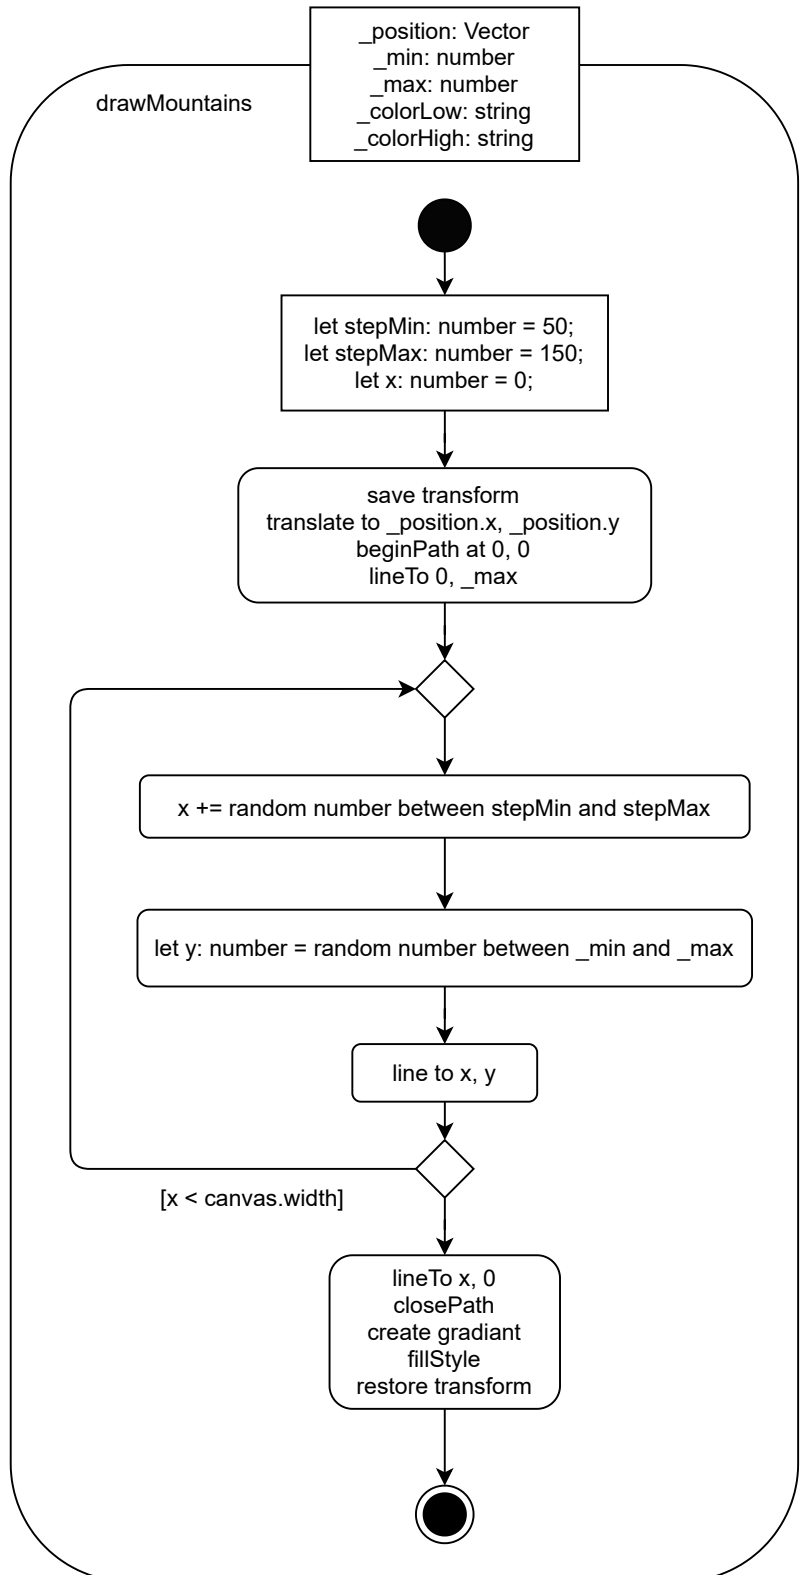 _position: Vector
_min: number
_max: number
_colorLow: string
_colorHigh: string
drawMountains
let stepMin: number = 50;
let stepMax: number = 150;
let x: number = 0;
save transform
translate to _position.x, _position.y
beginPath at 0, 0
lineTo 0, _max
x += random number between stepMin and stepMax
let y: number = random number between _min and _max
line to x, y
[x < canvas.width]
lineTo x, 0
closePath
create gradiant
fillStyle
restore transform